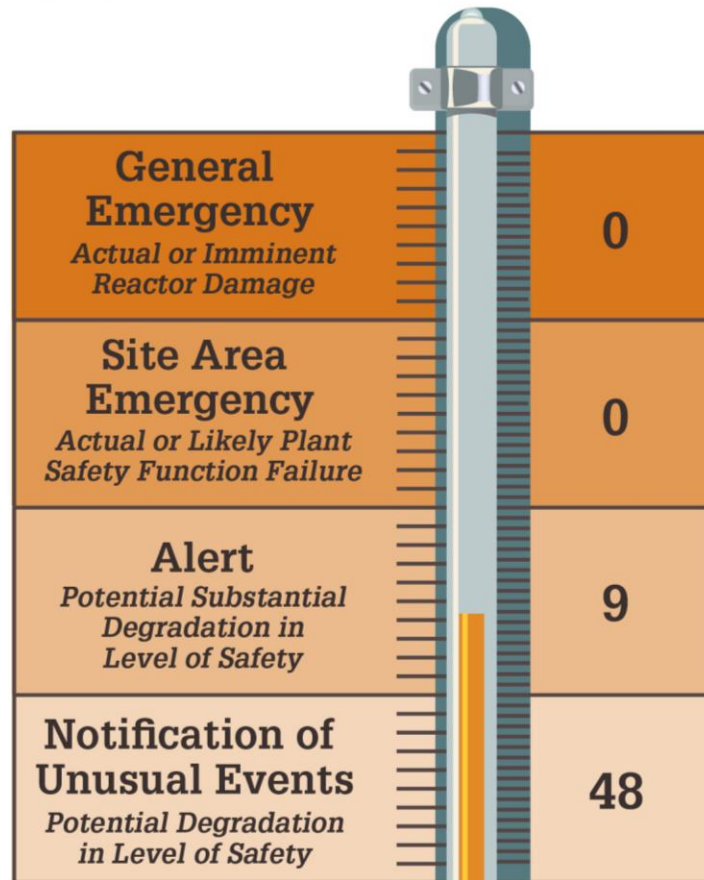 General
Emergency
Actual or Imminent
Reactor Damage
0
Site Area
Emergency
Actual or Likely Plant
Safety Function Failure
0
Alert
Potential Substantial
Degradation in
Level of Safety
9
Notification of
Unusual Events
Potential Degradation
in Level of Safety
48